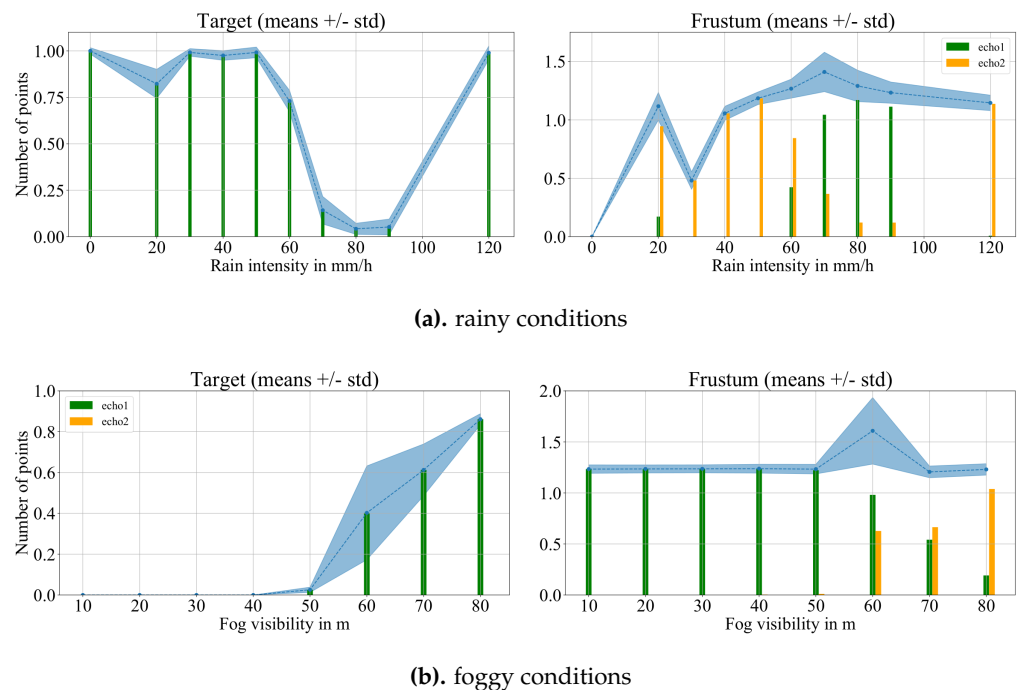 Target (means +/- std)
Number of points
1.00
0.75
0.50
0.25
0.00
0 20 40 60 80 100 120
Rain intensity in mm/h
Frustum (means +/- std)
echo1
echo2
1.5
1.0
0.5
0.0
0 20 40 60 80 100 120
Rain intensity in mm/h
(a). rainy conditions
Target (means +/- std)
echo1
echo2
Number of points
1.0
0.8
0.6
0.4
0.2
0.0
10 20 30 40 50 60 70 80
Fog visibility in m
Frustum (means +/- std)
2.0
1.5
1.0
0.5
0.0
10 20 30 40 50 60 70 80
Fog visibility in m
(b). foggy conditions